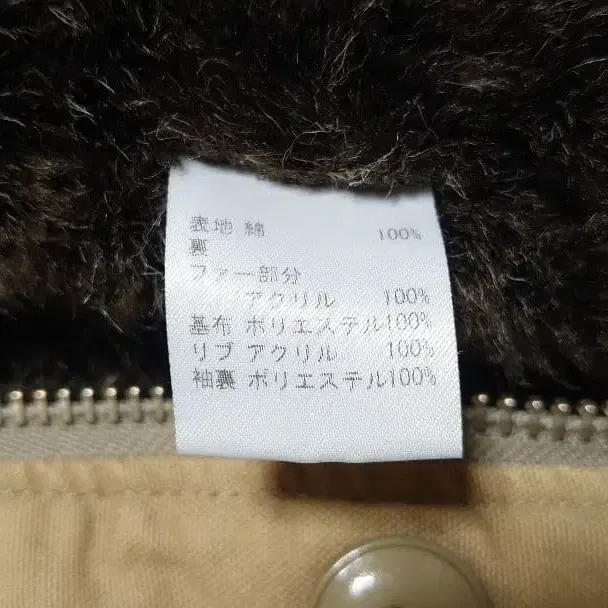 表地 綿 100%
裏
ファー部分
アクリル 100%
基布 ポリエステル100%
リブ アクリル 100%
袖裏 ポリエステル100%